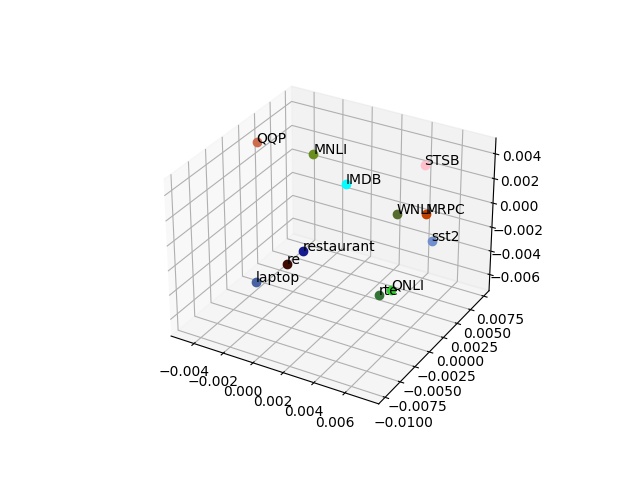 QQP
MNLI
IMDB
STSB
WNLI
MRPC
sst2
restaurant
re
laptop
rte
QNLI
0.004
0.002
0.000
−0.002
−0.004
−0.006
0.0075
0.0050
0.0025
0.0000
−0.0025
−0.0050
−0.0075
−0.0100
−0.004
−0.002
0.000
0.002
0.004
0.006